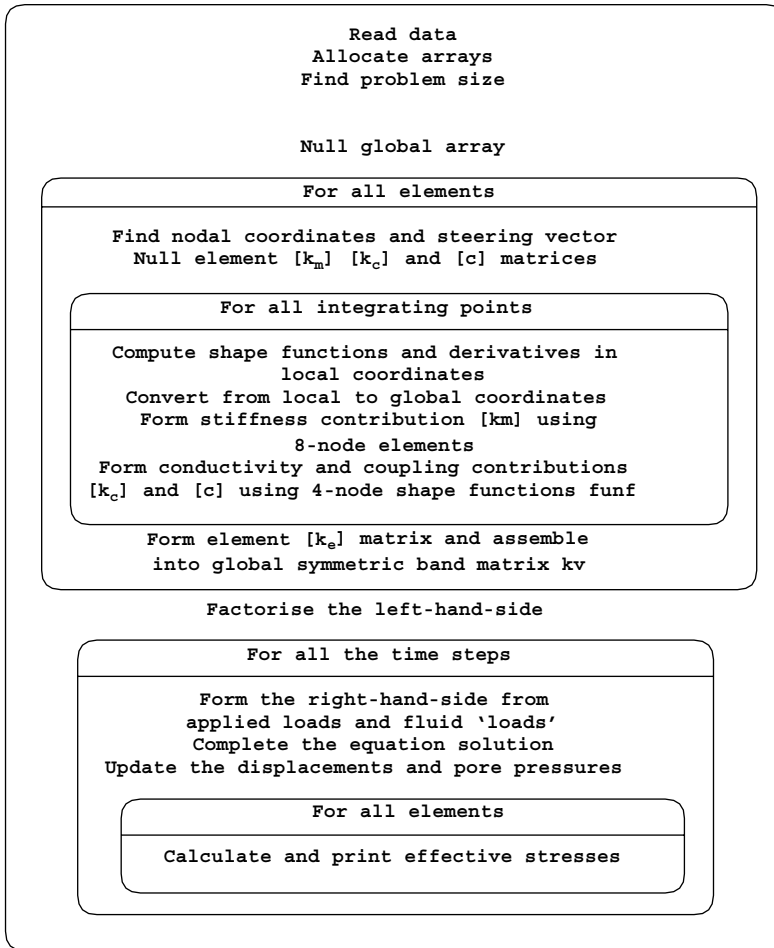 Read data
Allocate arrays
Find problem size
Null global array
For all elements
Find nodal coordinates and steering vector
Null element [k_m] [k_c] and [c] matrices
For all integrating points
Compute shape functions and derivatives in
local coordinates
Convert from local to global coordinates
Form stiffness contribution [km] using
8-node elements
Form conductivity and coupling contributions
[k_c] and [c] using 4-node shape functions funf
Form element [k_e] matrix and assemble
into global symmetric band matrix kv
Factorise the left-hand-side
For all the time steps
Form the right-hand-side from
applied loads and fluid ‘loads’
Complete the equation solution
Update the displacements and pore pressures
For all elements
Calculate and print effective stresses